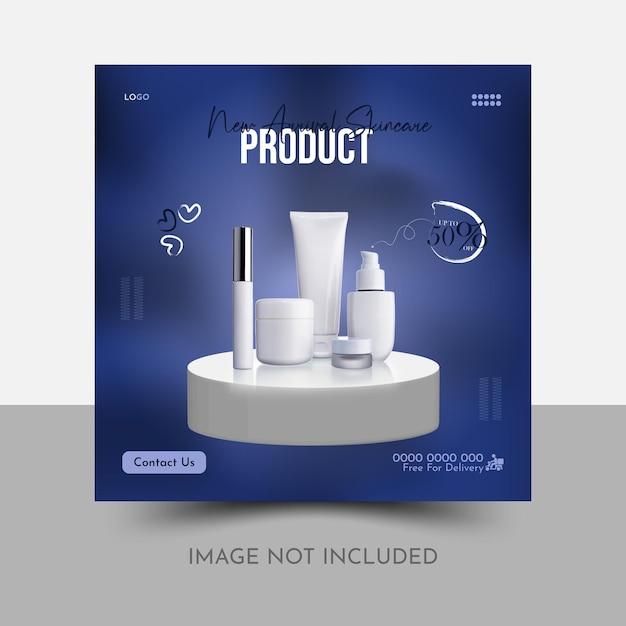 LOGO
New Arrival Skincare
PRODUCT
UP TO
50%
OFF
Contact Us
0000 0000 000
Free For Delivery
IMAGE NOT INCLUDED